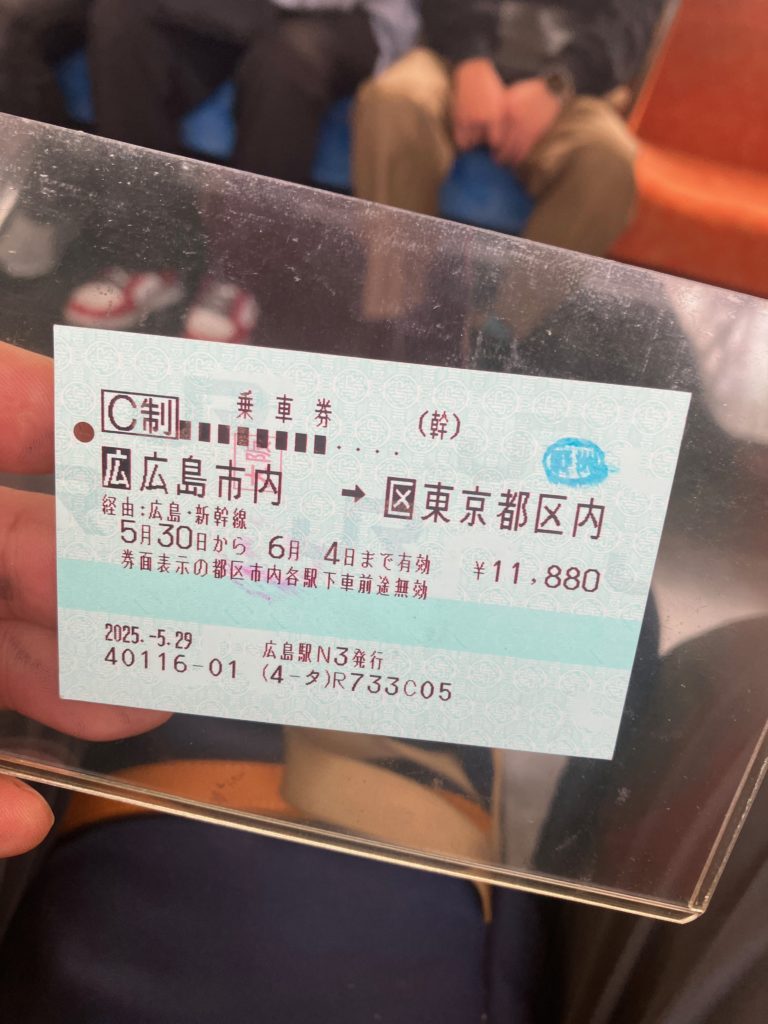 C制 乗車券 (幹)
広 広島市内 → 区 東京都区内
経由:広島・新幹線
5月30日から 6月 4日まで有効 ¥11,880
券面表示の都区市内各駅下車前途無効
2025.-5.29 広島駅N3発行
40116-01 (4-タ)R733C05